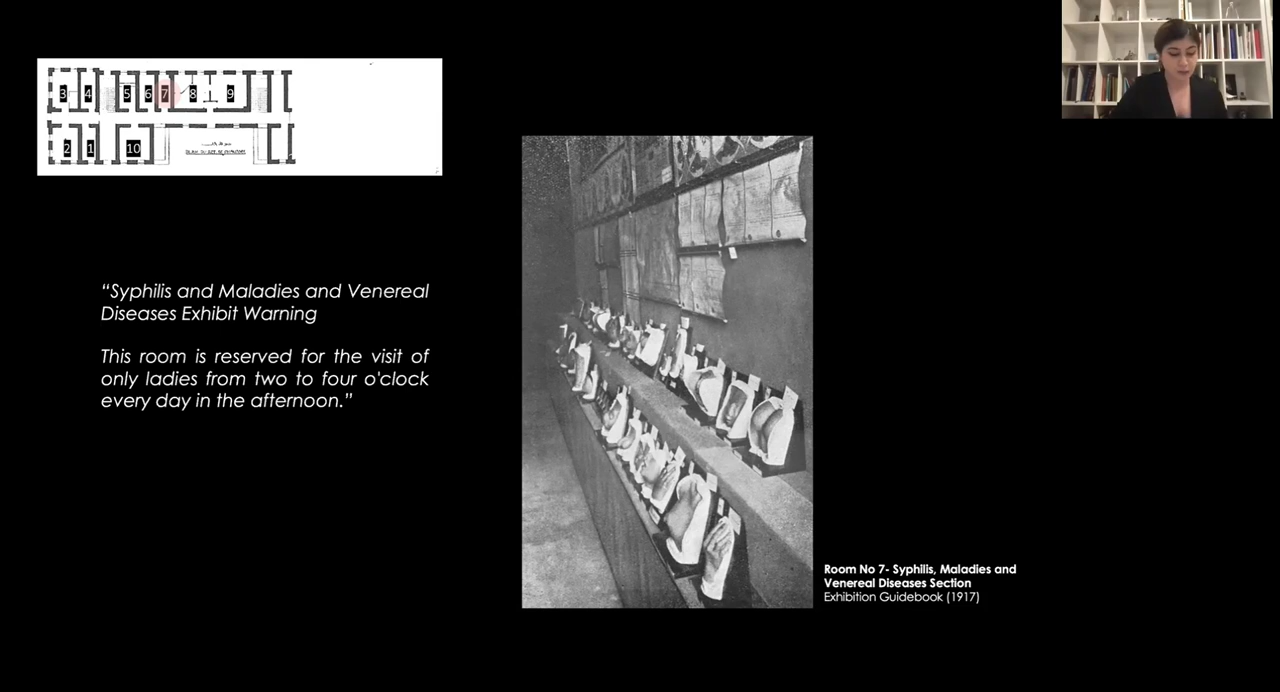 3 4 5 6 7 8 9
2 1 10
“Syphilis and Maladies and Venereal
Diseases Exhibit Warning
This room is reserved for the visit of
only ladies from two to four o'clock
every day in the afternoon.”
Room No 7- Syphilis, Maladies and
Venereal Diseases Section
Exhibition Guidebook (1917)